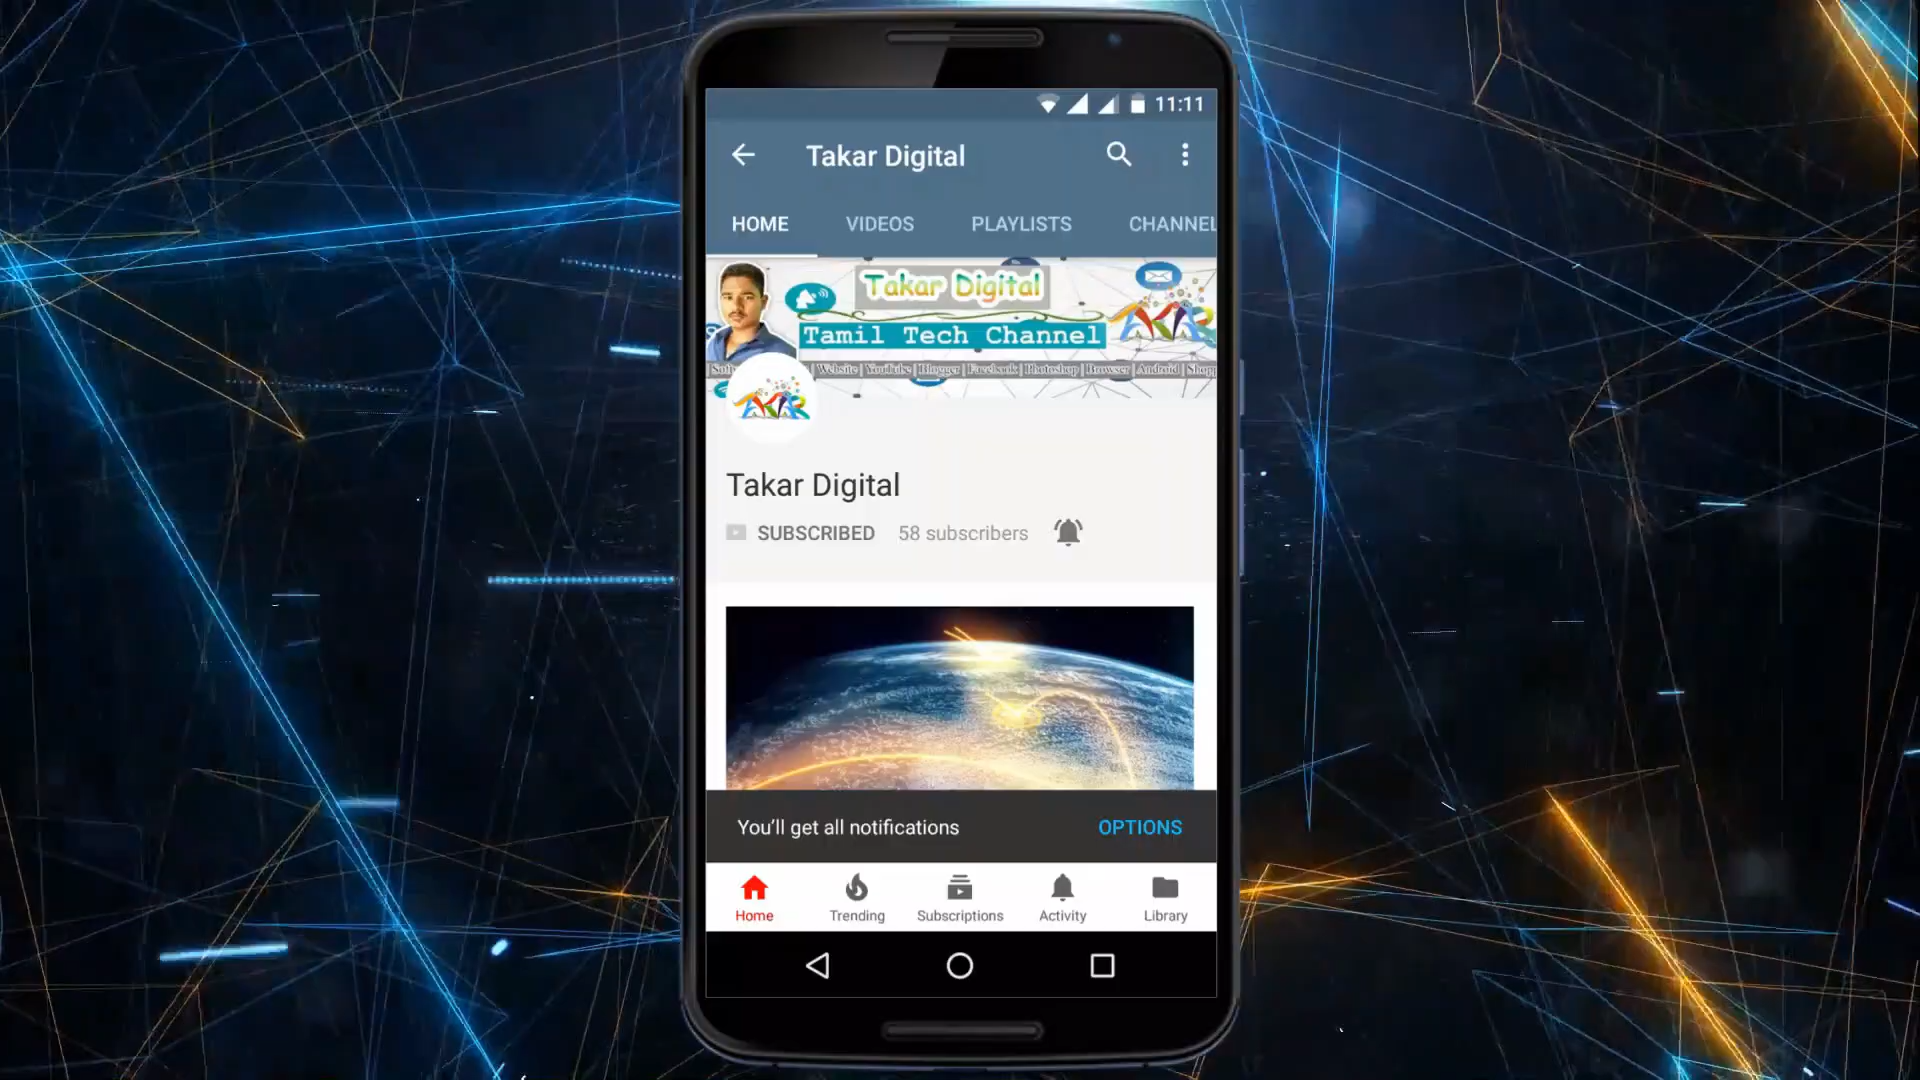 11:11
Takar Digital
HOME VIDEOS PLAYLISTS CHANNEL
Takar Digital
Tamil Tech Channel
| Website | YouTube | Blogger | Facebook | Photoshop | Browser | Android | Shopp
Takar Digital
SUBSCRIBED 58 subscribers
You'll get all notifications OPTIONS
Home Trending Subscriptions Activity Library